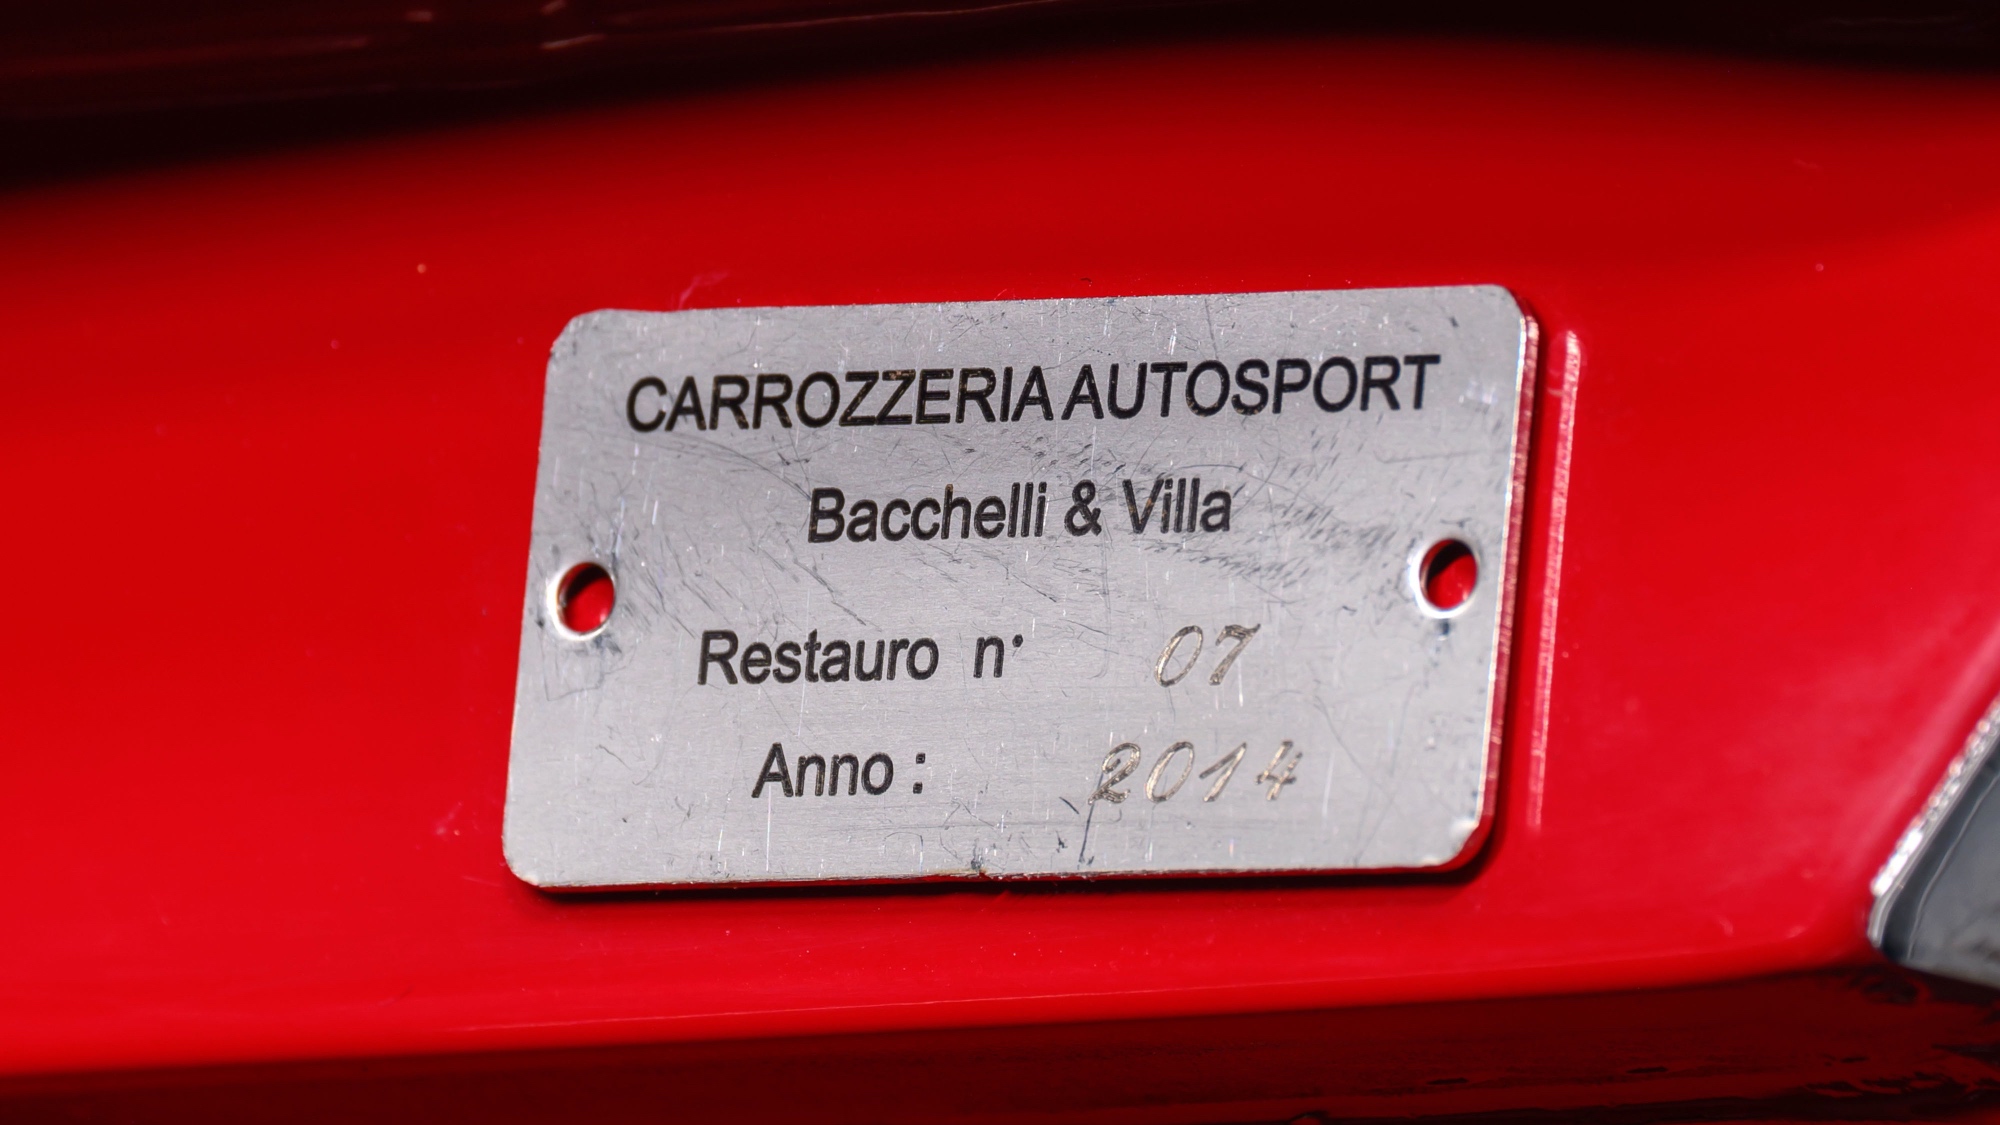 CARROZZERIA AUTOSPORT
Bacchelli & Villa
Restauro n° 07
Anno : 2014